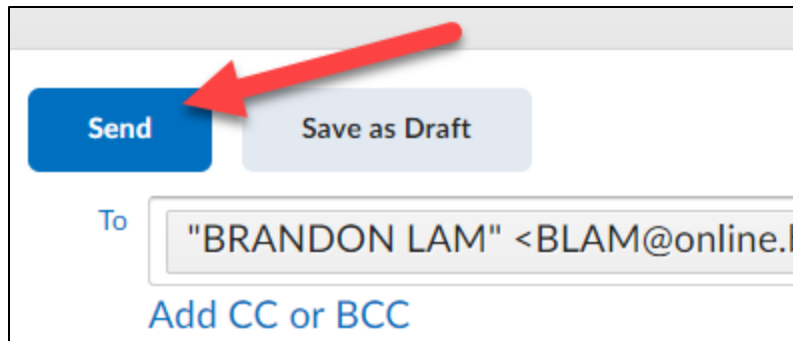 Send Save as Draft
To "BRANDON LAM" <BLAM@online.
Add CC or BCC